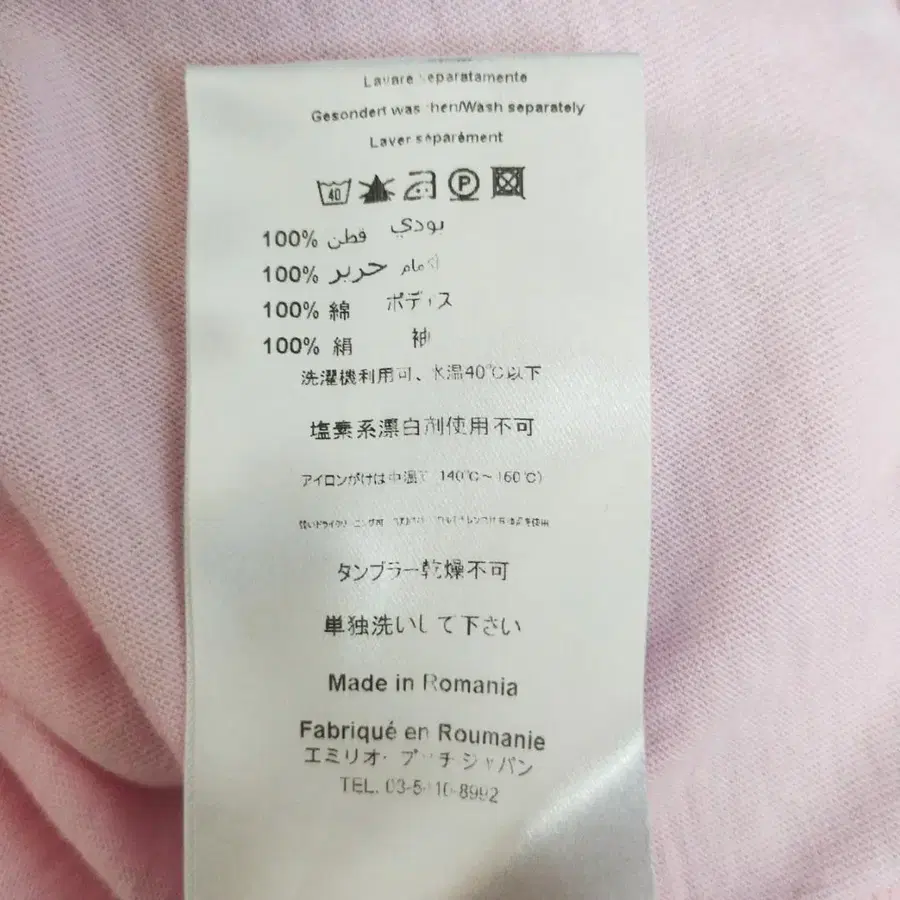 Lavare separatamente
Gesondert waschen/Wash separately
Laver séparément
40 P
100% قطن بودي
100% حرير أكمام
100% 綿 ボディス
100% 絹 袖
洗濯機利用可、水温40℃以下
塩素系漂白剤使用不可
アイロンがけは中温で 140℃~160℃)
タンブラー乾燥不可
単独洗いして下さい
Made in Romania
Fabriqué en Roumanie
エミリオ・プッチ ジャパン
TEL.